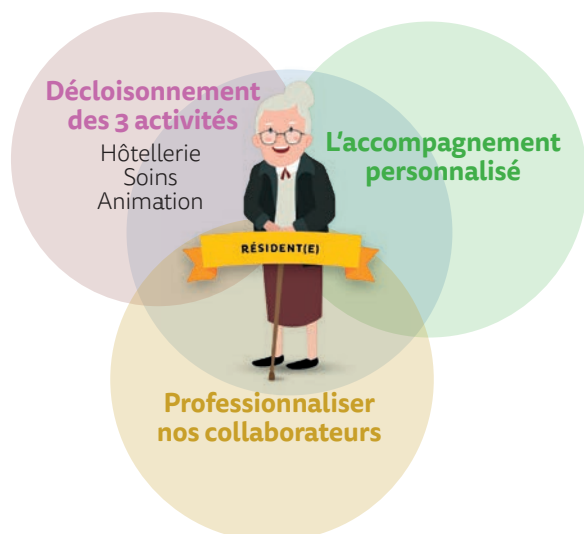 Décloisonnement
des 3 activités
Hôtellerie
Soins
Animation
L'accompagnement
personnalisé
RÉSIDENT(E)
Professionnaliser
nos collaborateurs